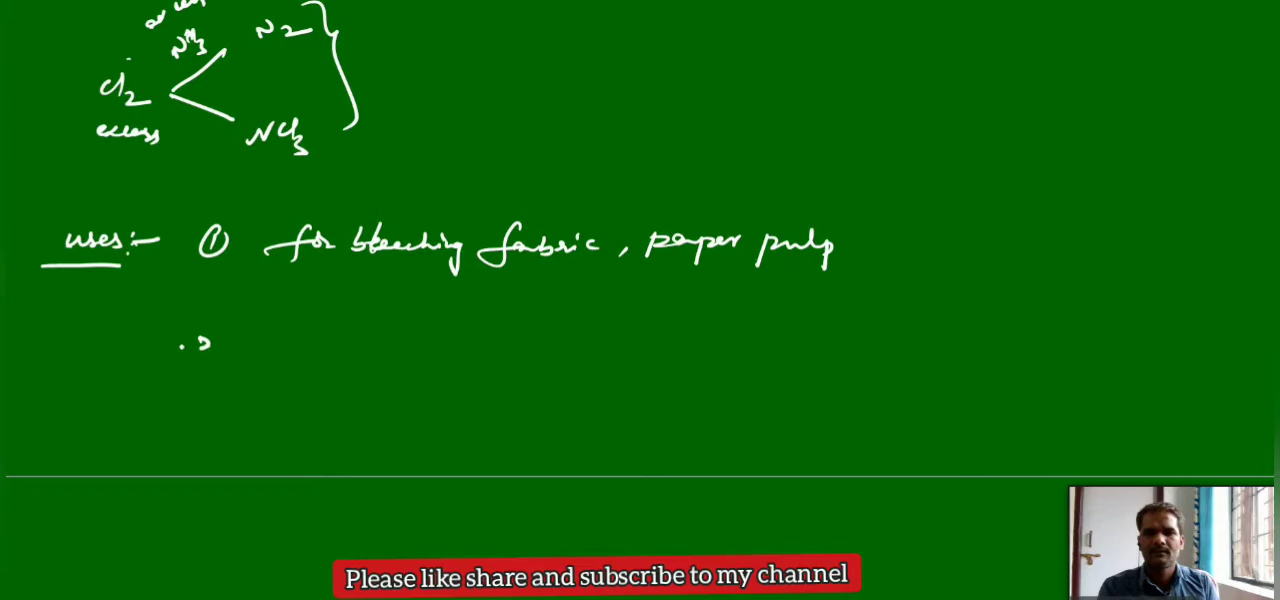 NH3 N2
Cl2
excess NCl3
uses:- ① for bleaching fabric, paper pulp
Please like share and subscribe to my channel